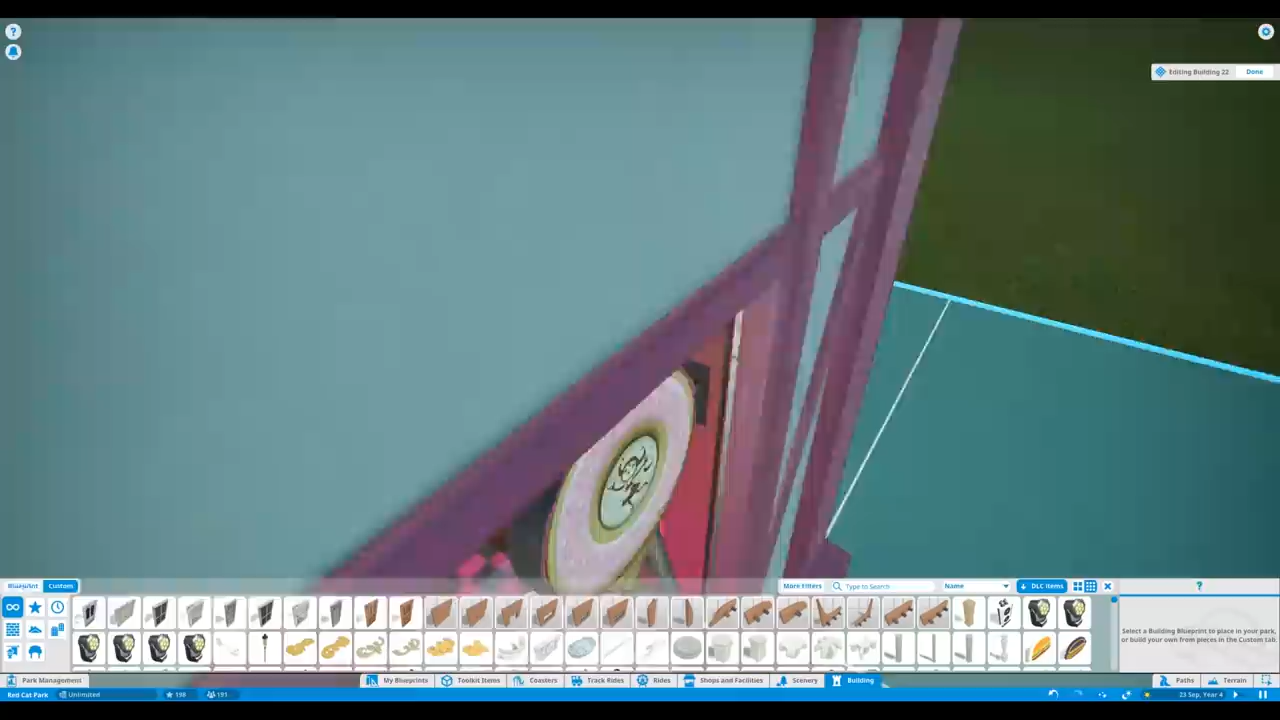 ?
Editing Building 22 Done
Blueprint Custom
More Filters Type to Search Name DLC Items
?
Select a Building Blueprint to place in your park,
or build your own from pieces in the Custom tab.
Park Management My Blueprints Toolkit Items Coasters Track Rides Rides Shops and Facilities Scenery Building Paths Terrain
Red Cat Park Unlimited 198 191 23 Sep, Year 4